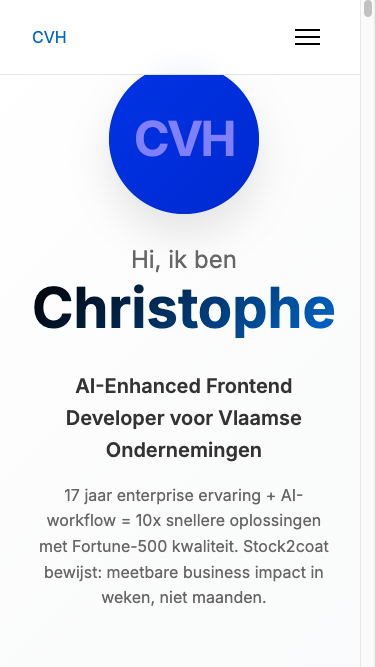 CVH
CVH
Hi, ik ben
Christophe
AI-Enhanced Frontend
Developer voor Vlaamse
Ondernemingen
17 jaar enterprise ervaring + AI-
workflow = 10x snellere oplossingen
met Fortune-500 kwaliteit. Stock2coat
bewijst: meetbare business impact in
weken, niet maanden.